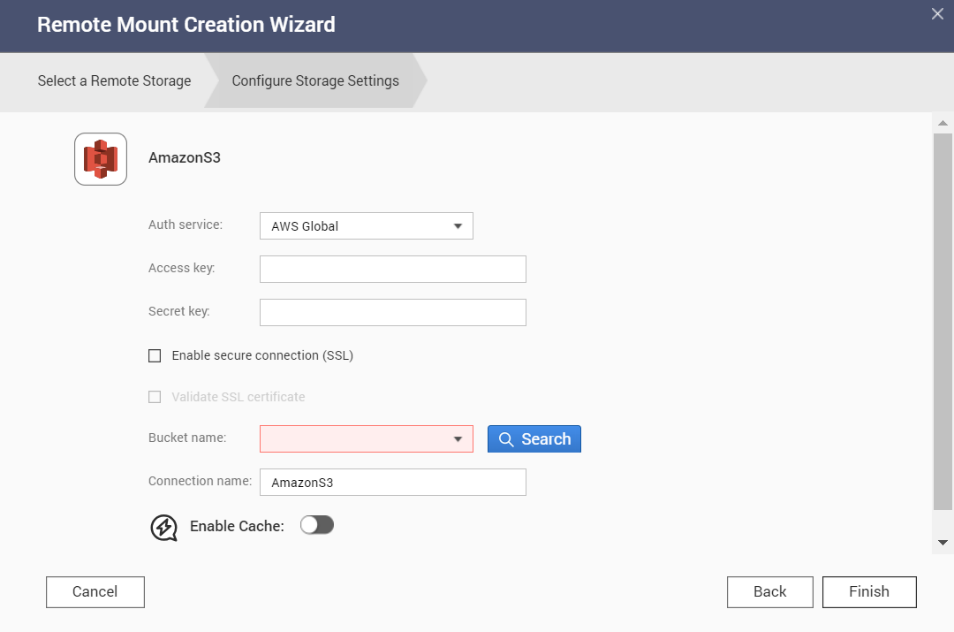 Remote Mount Creation Wizard
Select a Remote Storage
Configure Storage Settings
AmazonS3
Auth service:
AWS Global
Access key:
Secret key:
Enable secure connection (SSL)
Validate SSL certificate
Bucket name:
Search
Connection name:
AmazonS3
Enable Cache:
Cancel
Back
Finish